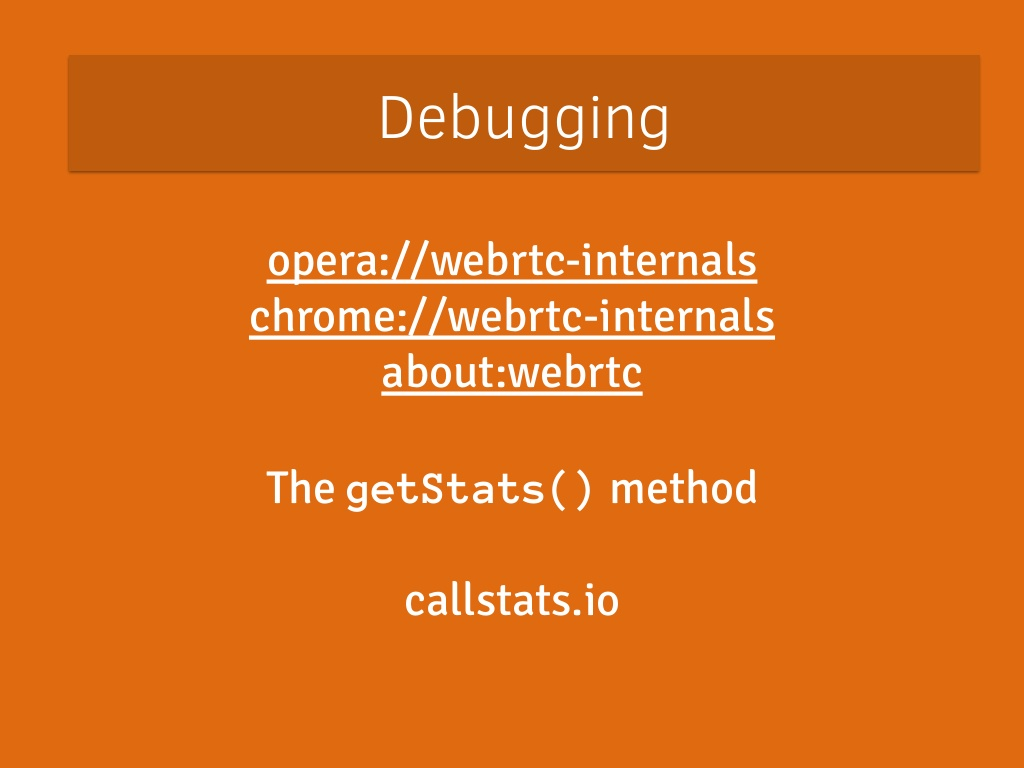 Debugging
opera://webrtc-internals
chrome://webrtc-internals
about:webrtc
The getStats() method
callstats.io